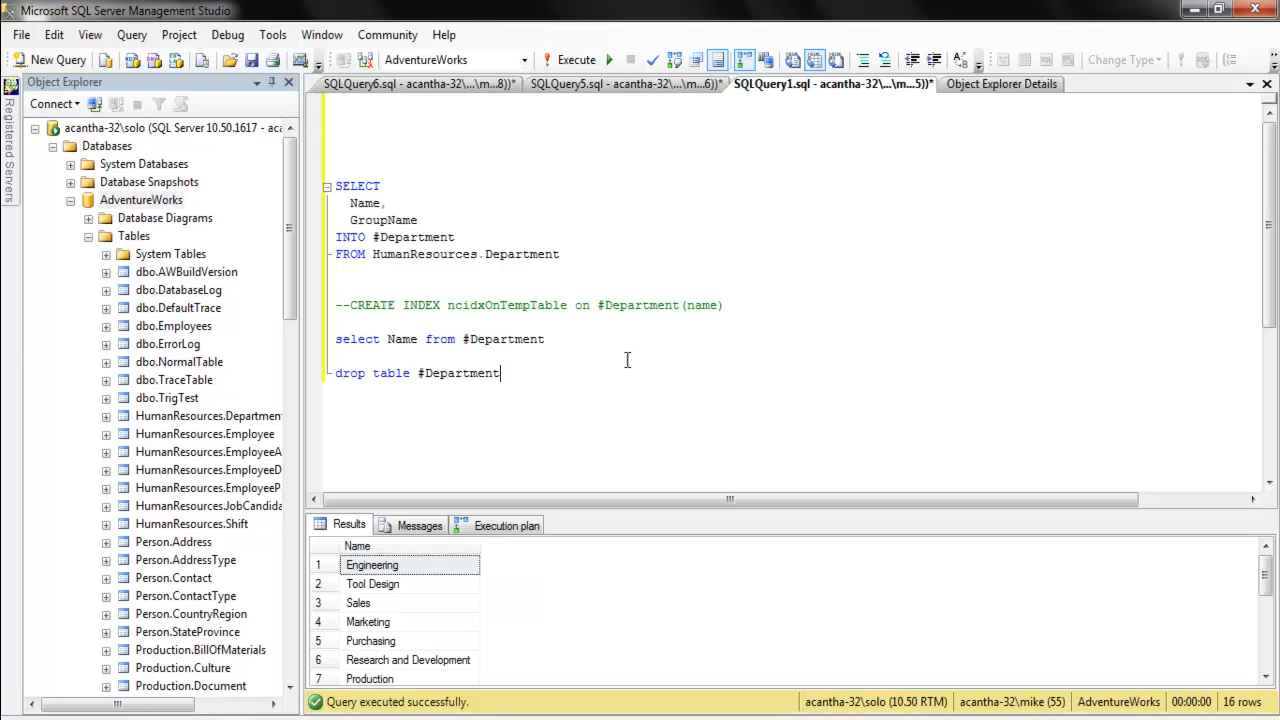 Microsoft SQL Server Management Studio
File Edit View Query Project Debug Tools Window Community Help
New Query AdventureWorks Execute Change Type
Object Explorer
SQLQuery6.sql - acantha-32\...\m...8))* SQLQuery5.sql - acantha-32\...\m...6))* SQLQuery1.sql - acantha-32\...\m...5))* Object Explorer Details
Registered Servers
Connect
acantha-32\solo (SQL Server 10.50.1617 - aca
Databases
System Databases
Database Snapshots
AdventureWorks
Database Diagrams
Tables
System Tables
dbo.AWBuildVersion
dbo.DatabaseLog
dbo.DefaultTrace
dbo.Employees
dbo.ErrorLog
dbo.NormalTable
dbo.TraceTable
dbo.TrigTest
HumanResources.Department
HumanResources.Employee
HumanResources.EmployeeA
HumanResources.EmployeeD
HumanResources.EmployeeP
HumanResources.JobCandida
HumanResources.Shift
Person.Address
Person.AddressType
Person.Contact
Person.ContactType
Person.CountryRegion
Person.StateProvince
Production.BillOfMaterials
Production.Culture
Production.Document
SELECT
Name,
GroupName
INTO #Department
FROM HumanResources.Department
--CREATE INDEX ncidxOnTempTable on #Department(name)
select Name from #Department
drop table #Department
Results Messages Execution plan
Name
1 Engineering
2 Tool Design
3 Sales
4 Marketing
5 Purchasing
6 Research and Development
7 Production
Query executed successfully. acantha-32\solo (10.50 RTM) acantha-32\mike (55) AdventureWorks 00:00:00 16 rows